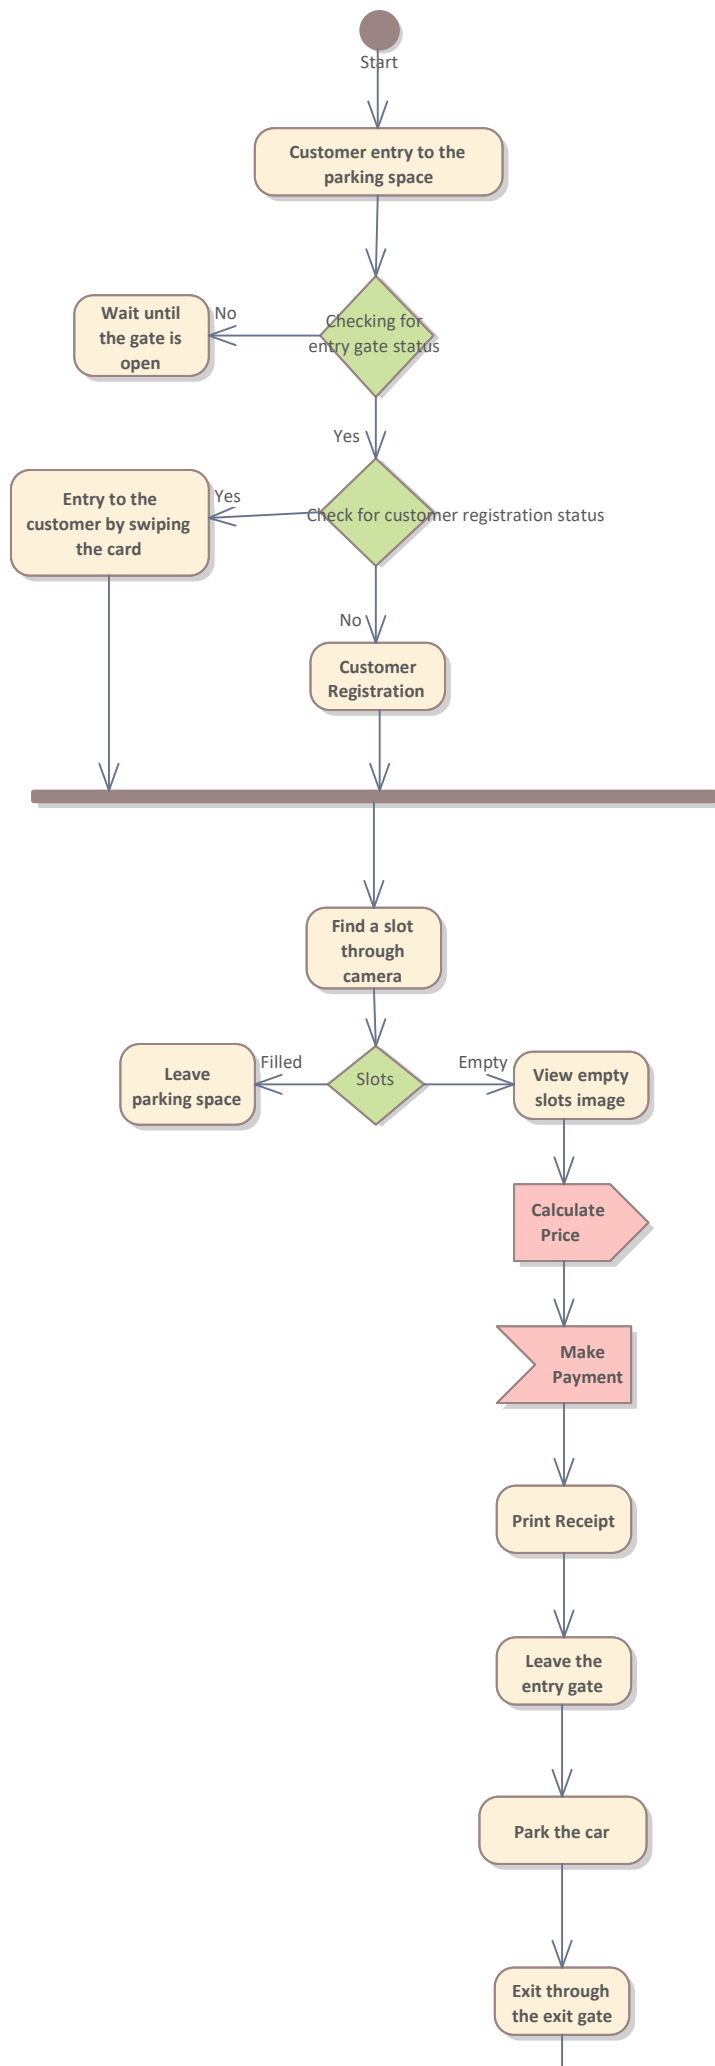 Start
Customer entry to the
parking space
Checking for
entry gate status
No
Wait until
the gate is
open
Yes
Check for customer registration status
Yes
Entry to the
customer by swiping
the card
No
Customer
Registration
Find a slot
through
camera
Slots
Filled
Leave
parking space
Empty
View empty
slots image
Calculate
Price
Make
Payment
Print Receipt
Leave the
entry gate
Park the car
Exit through
the exit gate